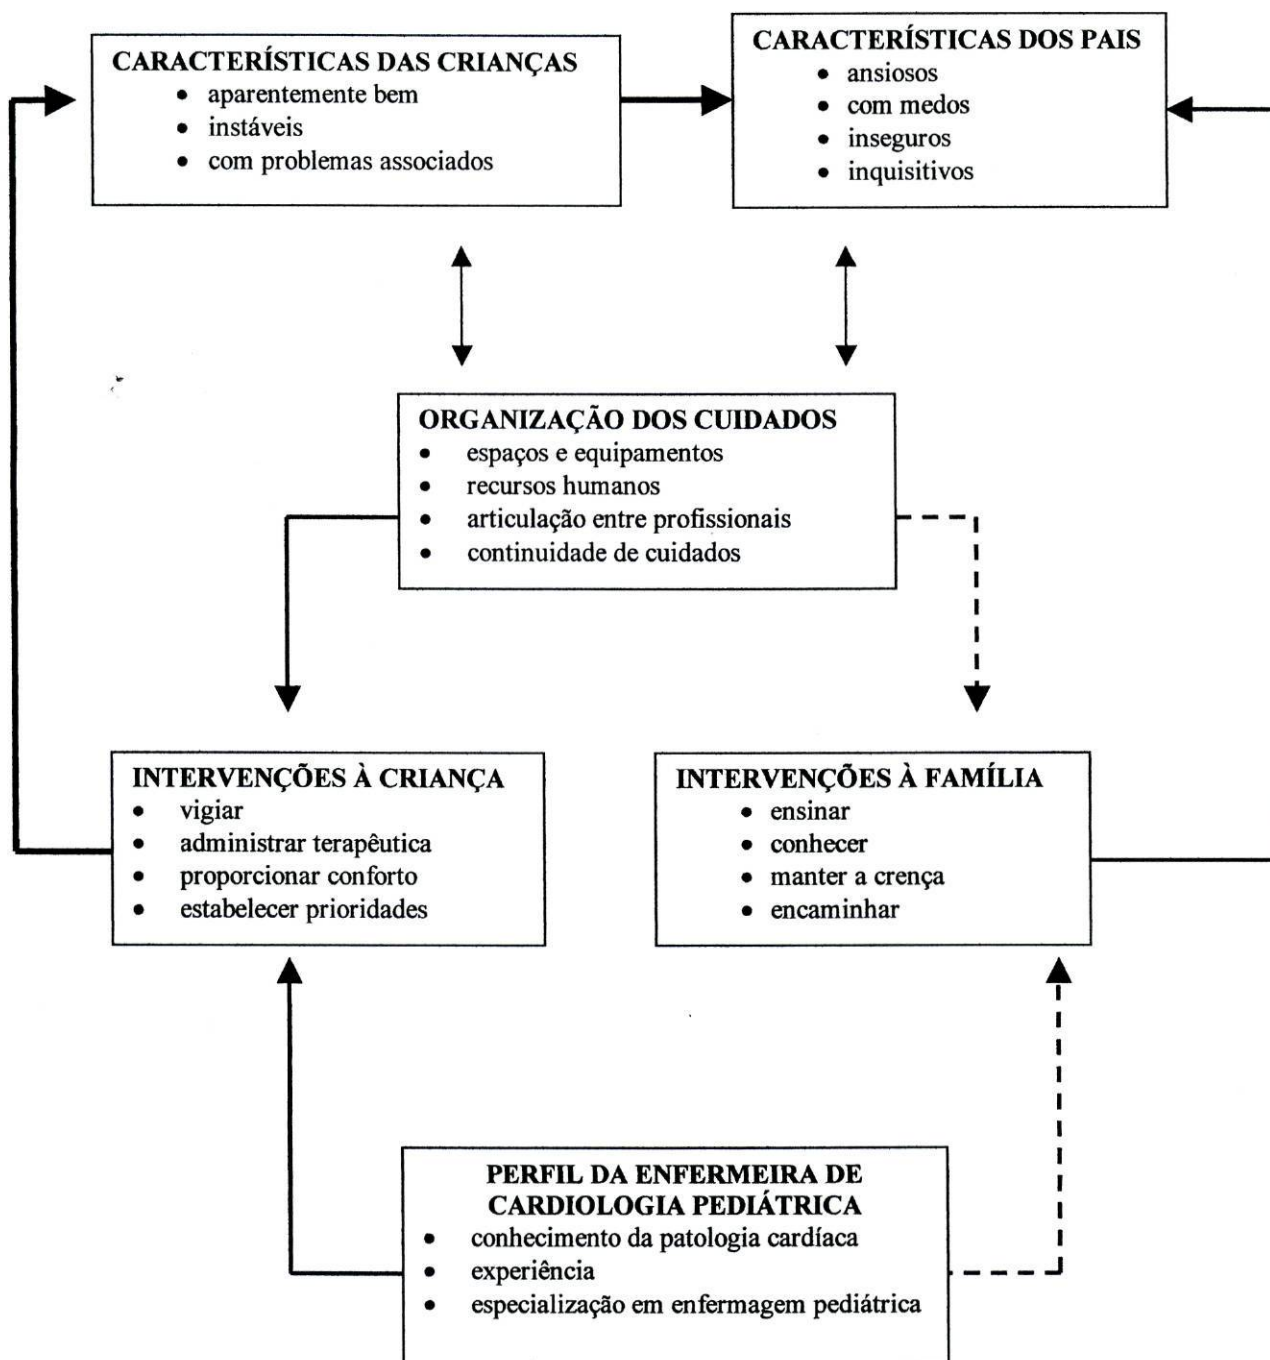 CARACTERÍSTICAS DAS CRIANÇAS
• aparentemente bem
• instáveis
• com problemas associados
CARACTERÍSTICAS DOS PAIS
• ansiosos
• com medos
• inseguros
• inquisitivos
ORGANIZAÇÃO DOS CUIDADOS
• espaços e equipamentos
• recursos humanos
• articulação entre profissionais
• continuidade de cuidados
INTERVENÇÕES À CRIANÇA
• vigiar
• administrar terapêutica
• proporcionar conforto
• estabelecer prioridades
INTERVENÇÕES À FAMÍLIA
• ensinar
• conhecer
• manter a crença
• encaminhar
PERFIL DA ENFERMEIRA DE
CARDIOLOGIA PEDIÁTRICA
• conhecimento da patologia cardíaca
• experiência
• especialização em enfermagem pediátrica